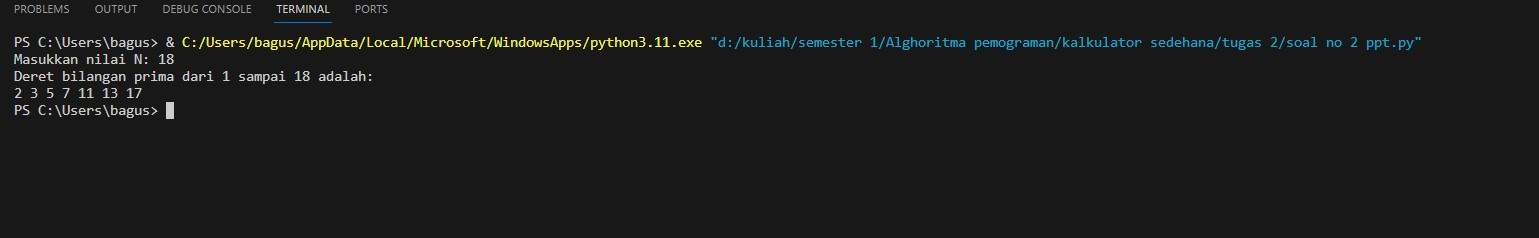 PROBLEMS OUTPUT DEBUG CONSOLE TERMINAL PORTS
PS C:\Users\bagus> & C:/Users/bagus/AppData/Local/Microsoft/WindowsApps/python3.11.exe "d:/kuliah/semester 1/Alghoritma pemograman/kalkulator sedehana/tugas 2/soal no 2 ppt.py"
Masukkan nilai N: 18
Deret bilangan prima dari 1 sampai 18 adalah:
2 3 5 7 11 13 17
PS C:\Users\bagus>